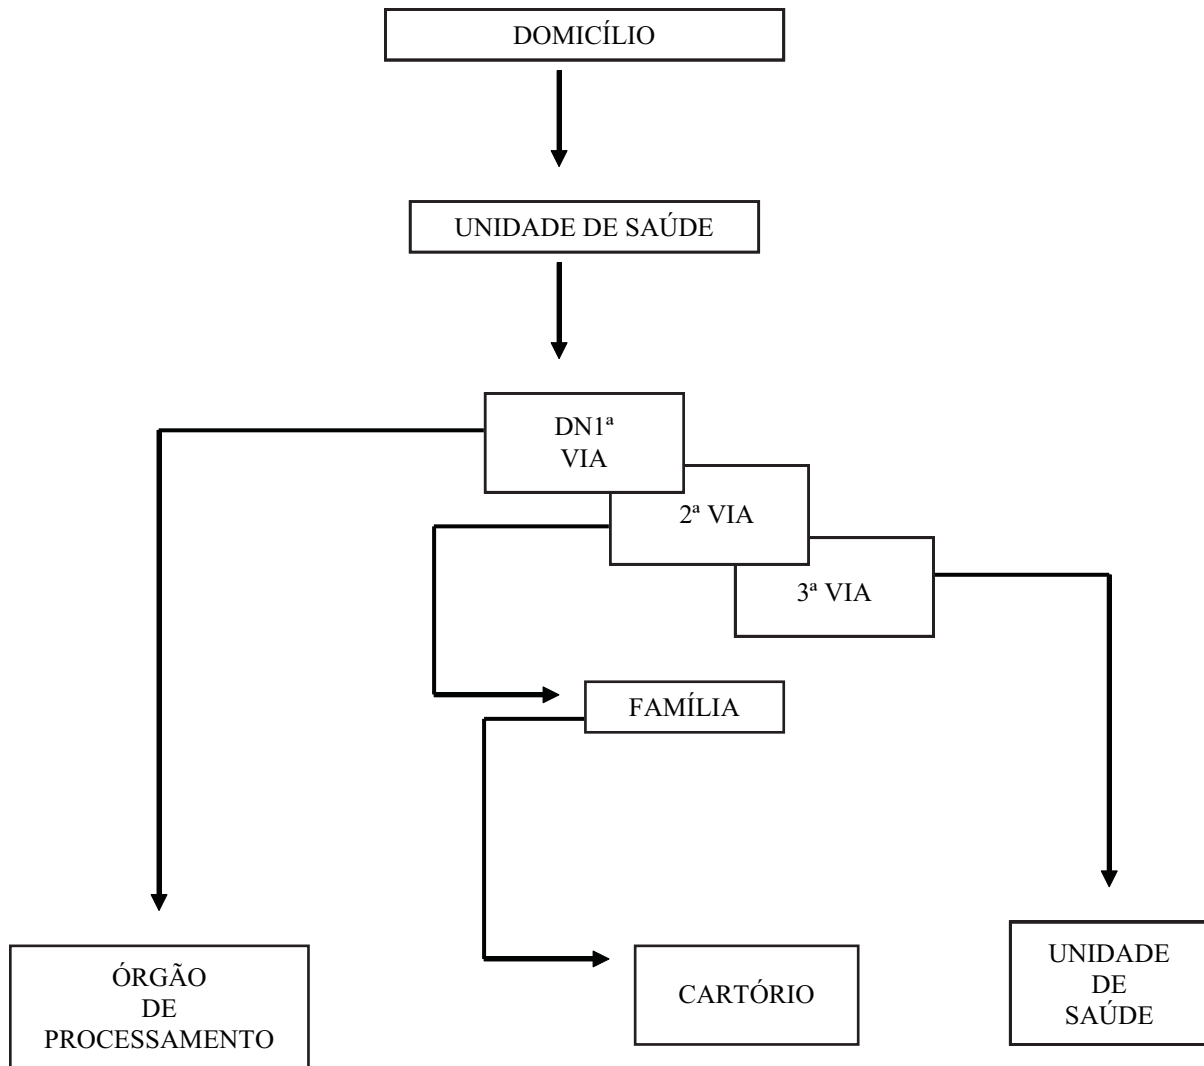 DOMICÍLIO
UNIDADE DE SAÚDE
DN1ª
VIA
2ª VIA
3ª VIA
FAMÍLIA
ÓRGÃO
DE
PROCESSAMENTO
CARTÓRIO
UNIDADE
DE
SAÚDE